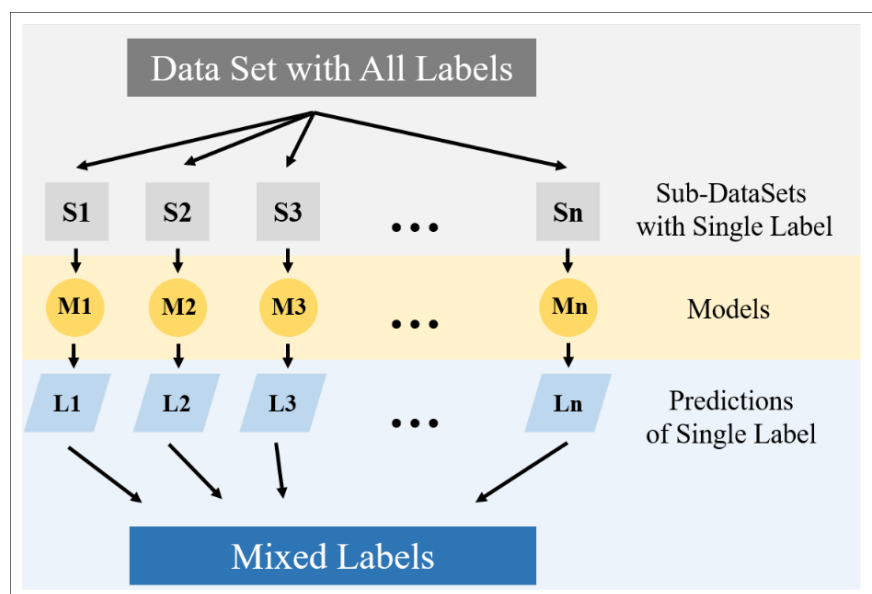 Data Set with All Labels
S1 S2 S3 ... Sn
Sub-DataSets
with Single Label
M1 M2 M3 ... Mn
Models
L1 L2 L3 ... Ln
Predictions
of Single Label
Mixed Labels